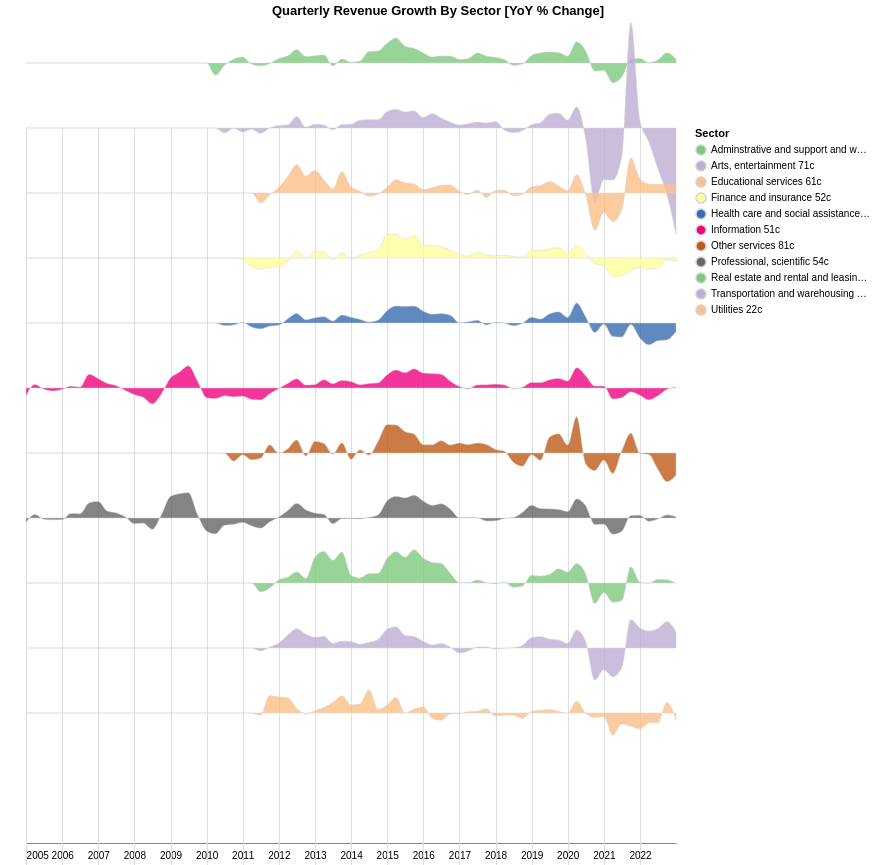 Quarterly Revenue Growth By Sector [YoY % Change]
Sector
Adminstrative and support and w…
Arts, entertainment 71c
Educational services 61c
Finance and insurance 52c
Health care and social assistance…
Information 51c
Other services 81c
Professional, scientific 54c
Real estate and rental and leasin…
Transportation and warehousing …
Utilities 22c
2005 2006 2007 2008 2009 2010 2011 2012 2013 2014 2015 2016 2017 2018 2019 2020 2021 2022